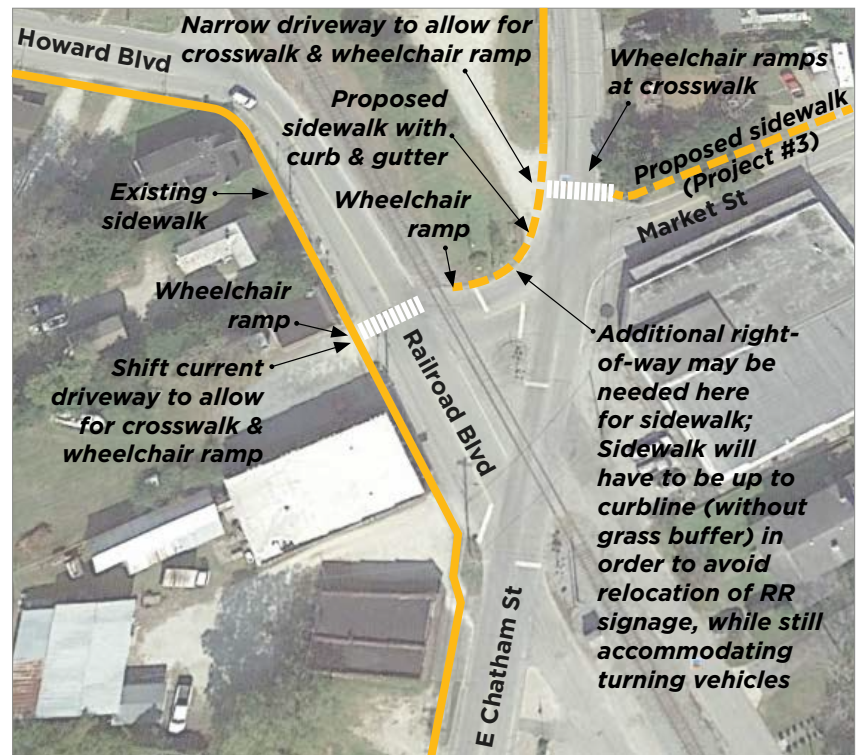 Howard Blvd
Narrow driveway to allow for
crosswalk & wheelchair ramp
Wheelchair ramps
at crosswalk
Proposed
sidewalk with
curb & gutter
Proposed sidewalk
(Project #3)
Existing
sidewalk
Wheelchair
ramp
Market St
Wheelchair
ramp
Shift current
driveway to allow
for crosswalk &
wheelchair ramp
Railroad Blvd
Additional right-
of-way may be
needed here
for sidewalk;
Sidewalk will
have to be up to
curbline (without
grass buffer) in
order to avoid
relocation of RR
signage, while still
accommodating
turning vehicles
E Chatham St